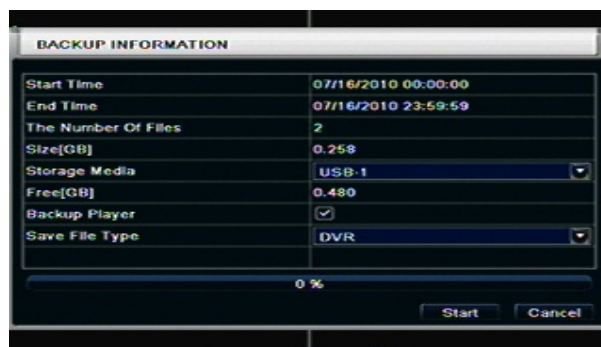 BACKUP INFORMATION
Start Time 07/16/2010 00:00:00
End Time 07/16/2010 23:59:59
The Number Of Files 2
Size[GB] 0.258
Storage Media USB-1
Free[GB] 0.480
Backup Player
Save File Type DVR
0 %
Start Cancel